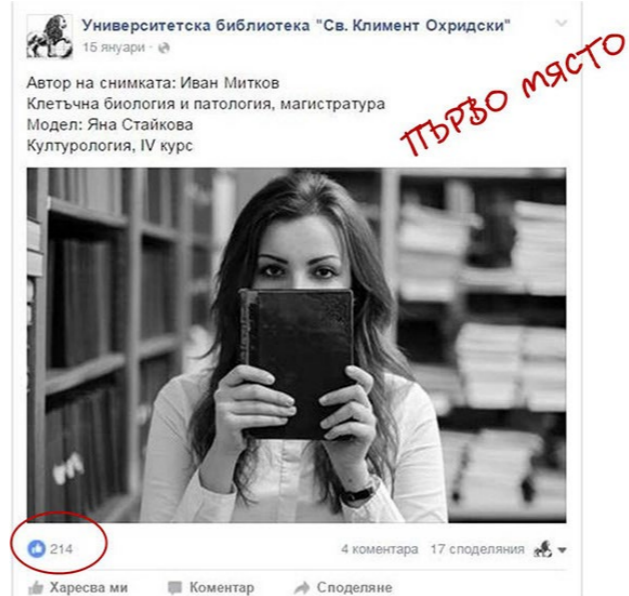 Университетска библиотека "Св. Климент Охридски"
15 януари
ПЪРВО МЯСТО
Автор на снимката: Иван Митков
Клетъчна биология и патология, магистратура
Модел: Яна Стайкова
Културология, IV курс
214
4 коментара 17 споделяния
Харесва ми Коментар Споделяне